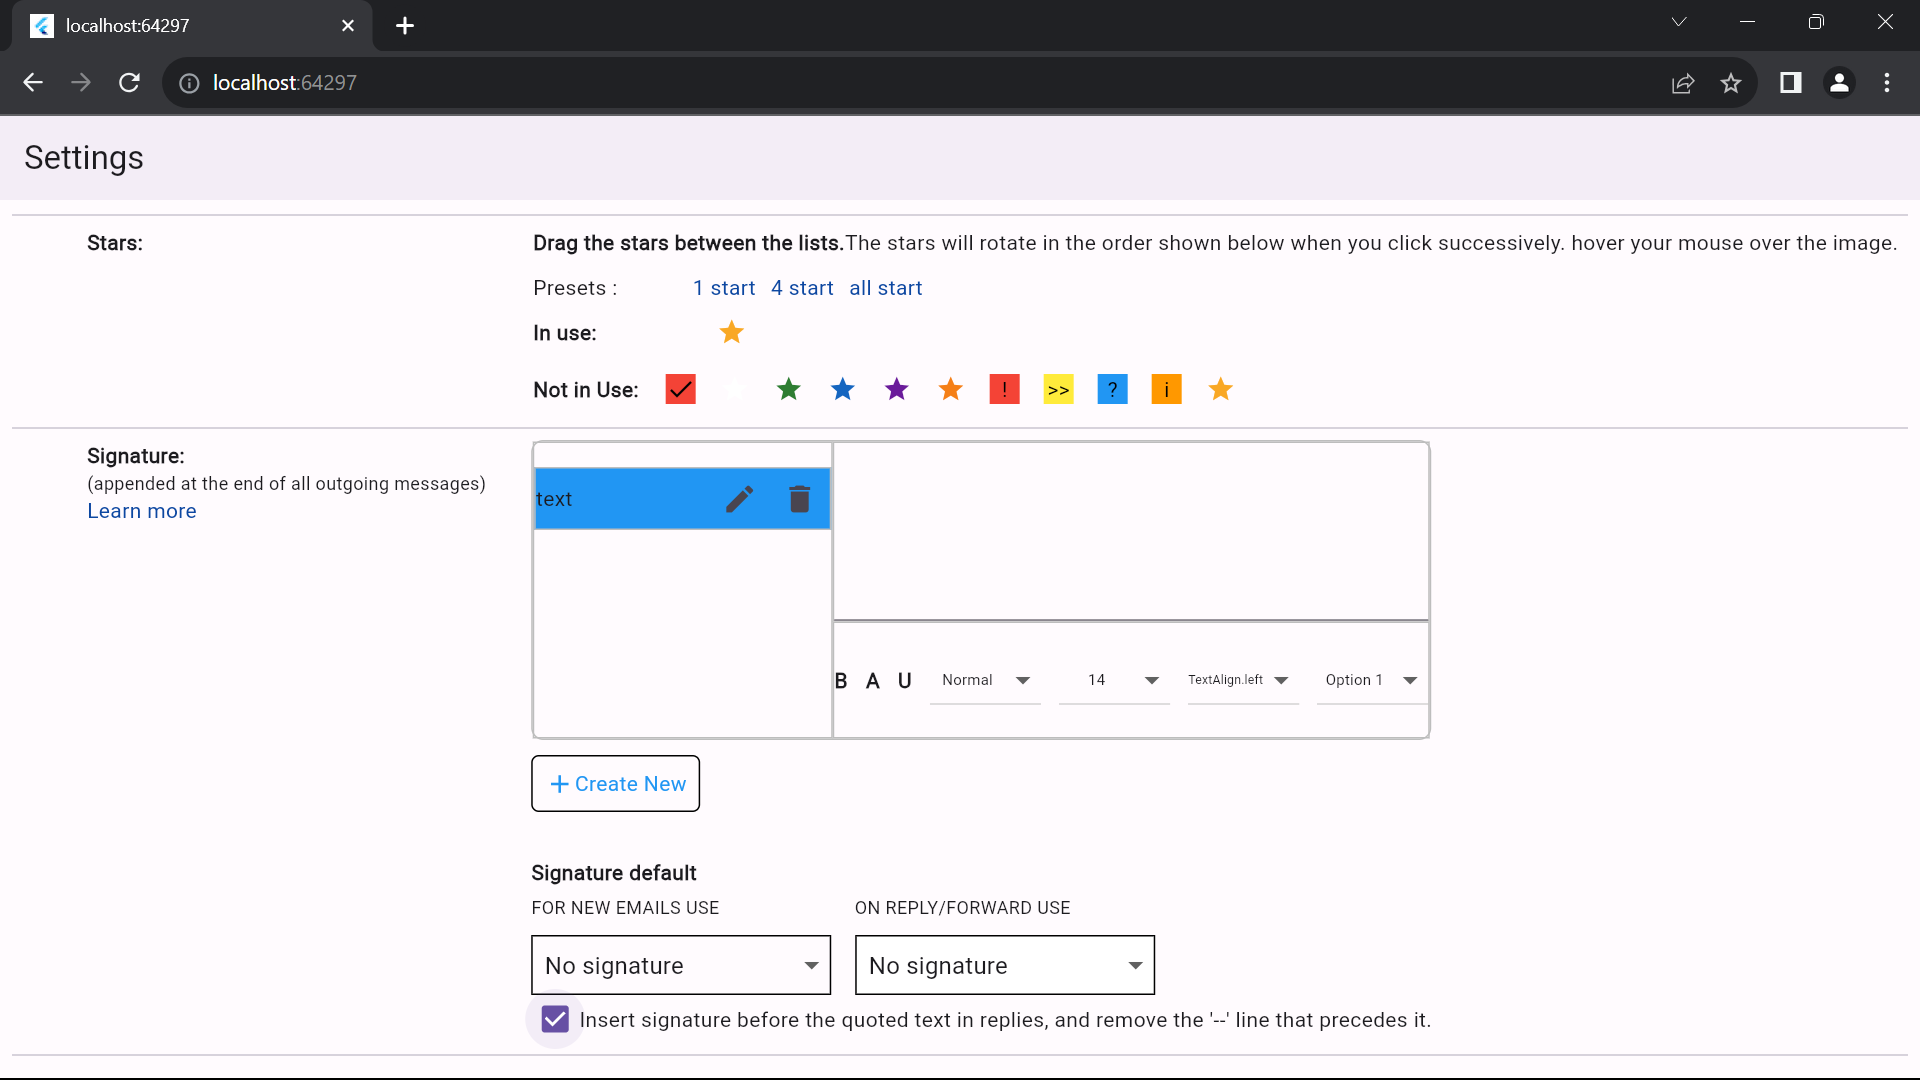 localhost:64297
localhost:64297
Settings
Stars:
Drag the stars between the lists.The stars will rotate in the order shown below when you click successively. hover your mouse over the image.
Presets : 1 start 4 start all start
In use:
Not in Use: ! >> ? i
Signature:
(appended at the end of all outgoing messages)
Learn more
text
B A U Normal 14 TextAlign.left Option 1
+ Create New
Signature default
FOR NEW EMAILS USE ON REPLY/FORWARD USE
No signature No signature
Insert signature before the quoted text in replies, and remove the '--' line that precedes it.